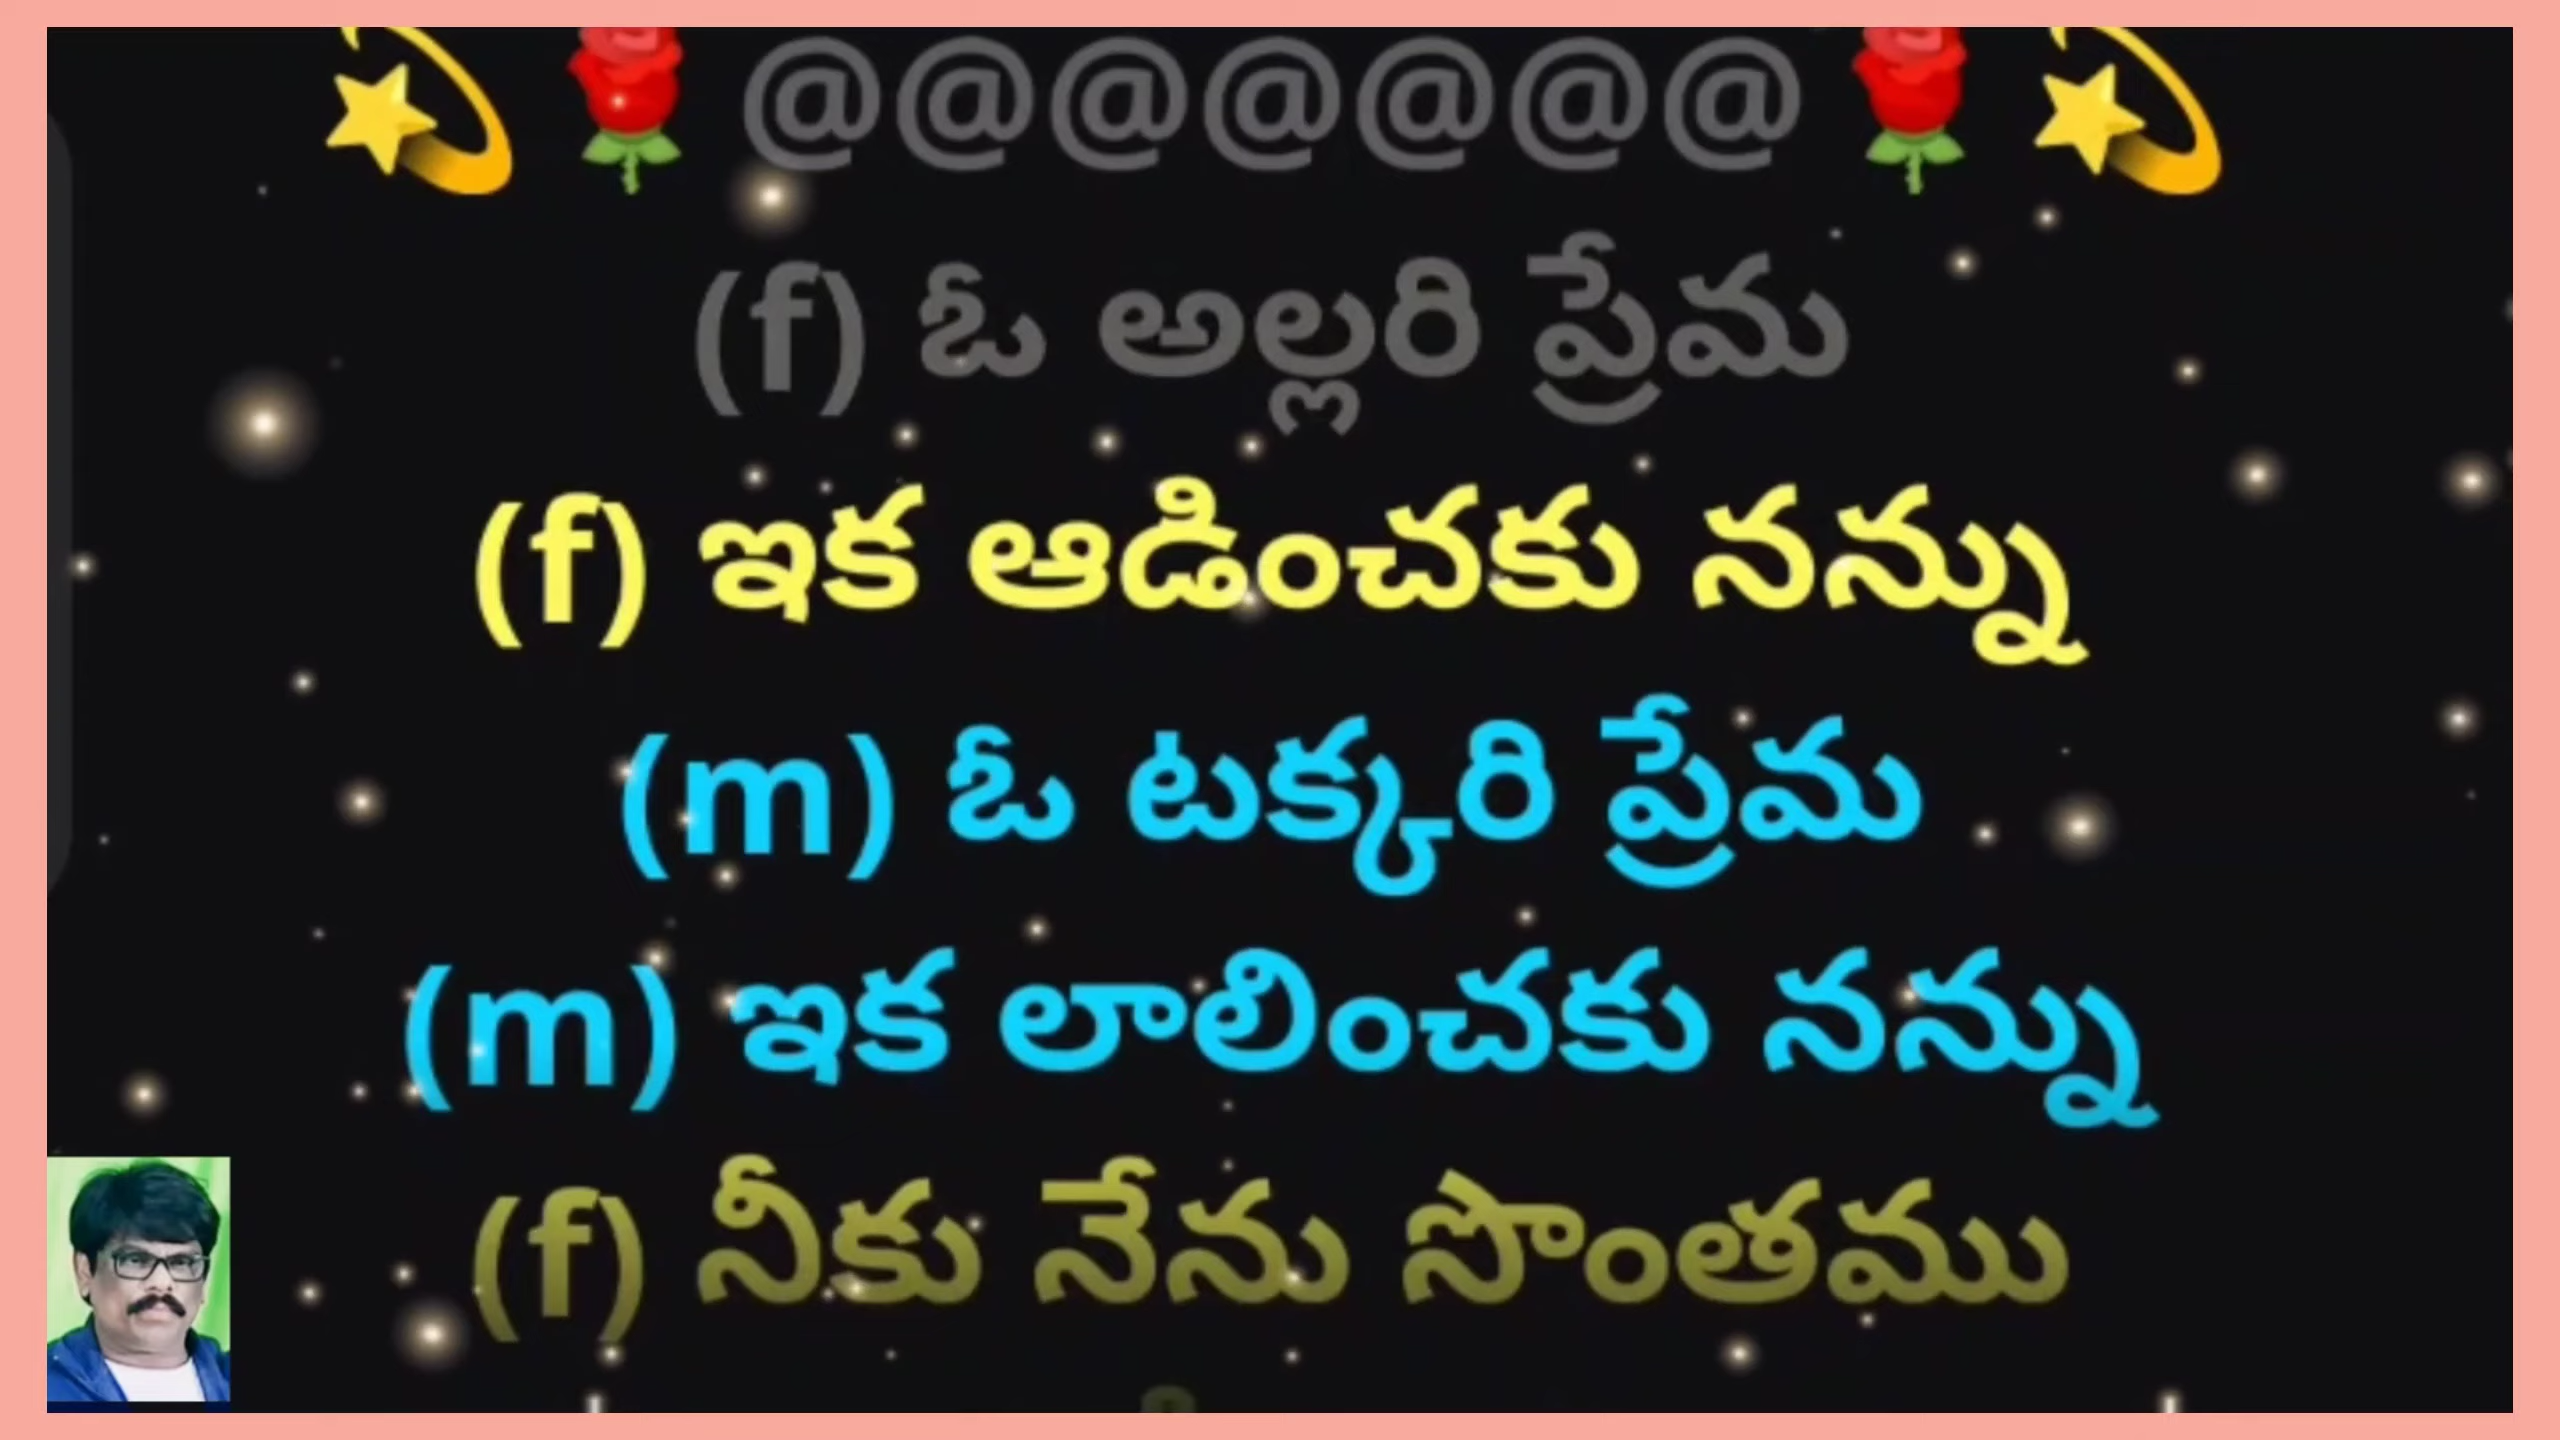 @@@@@@@
(f) ఓ అల్లరి ప్రేమ
(f) ఇక ఆడించకు నన్ను
(m) ఓ టక్కరి ప్రేమ
(m) ఇక లాలించకు నన్ను
(f) నీకు నేను సొంతము